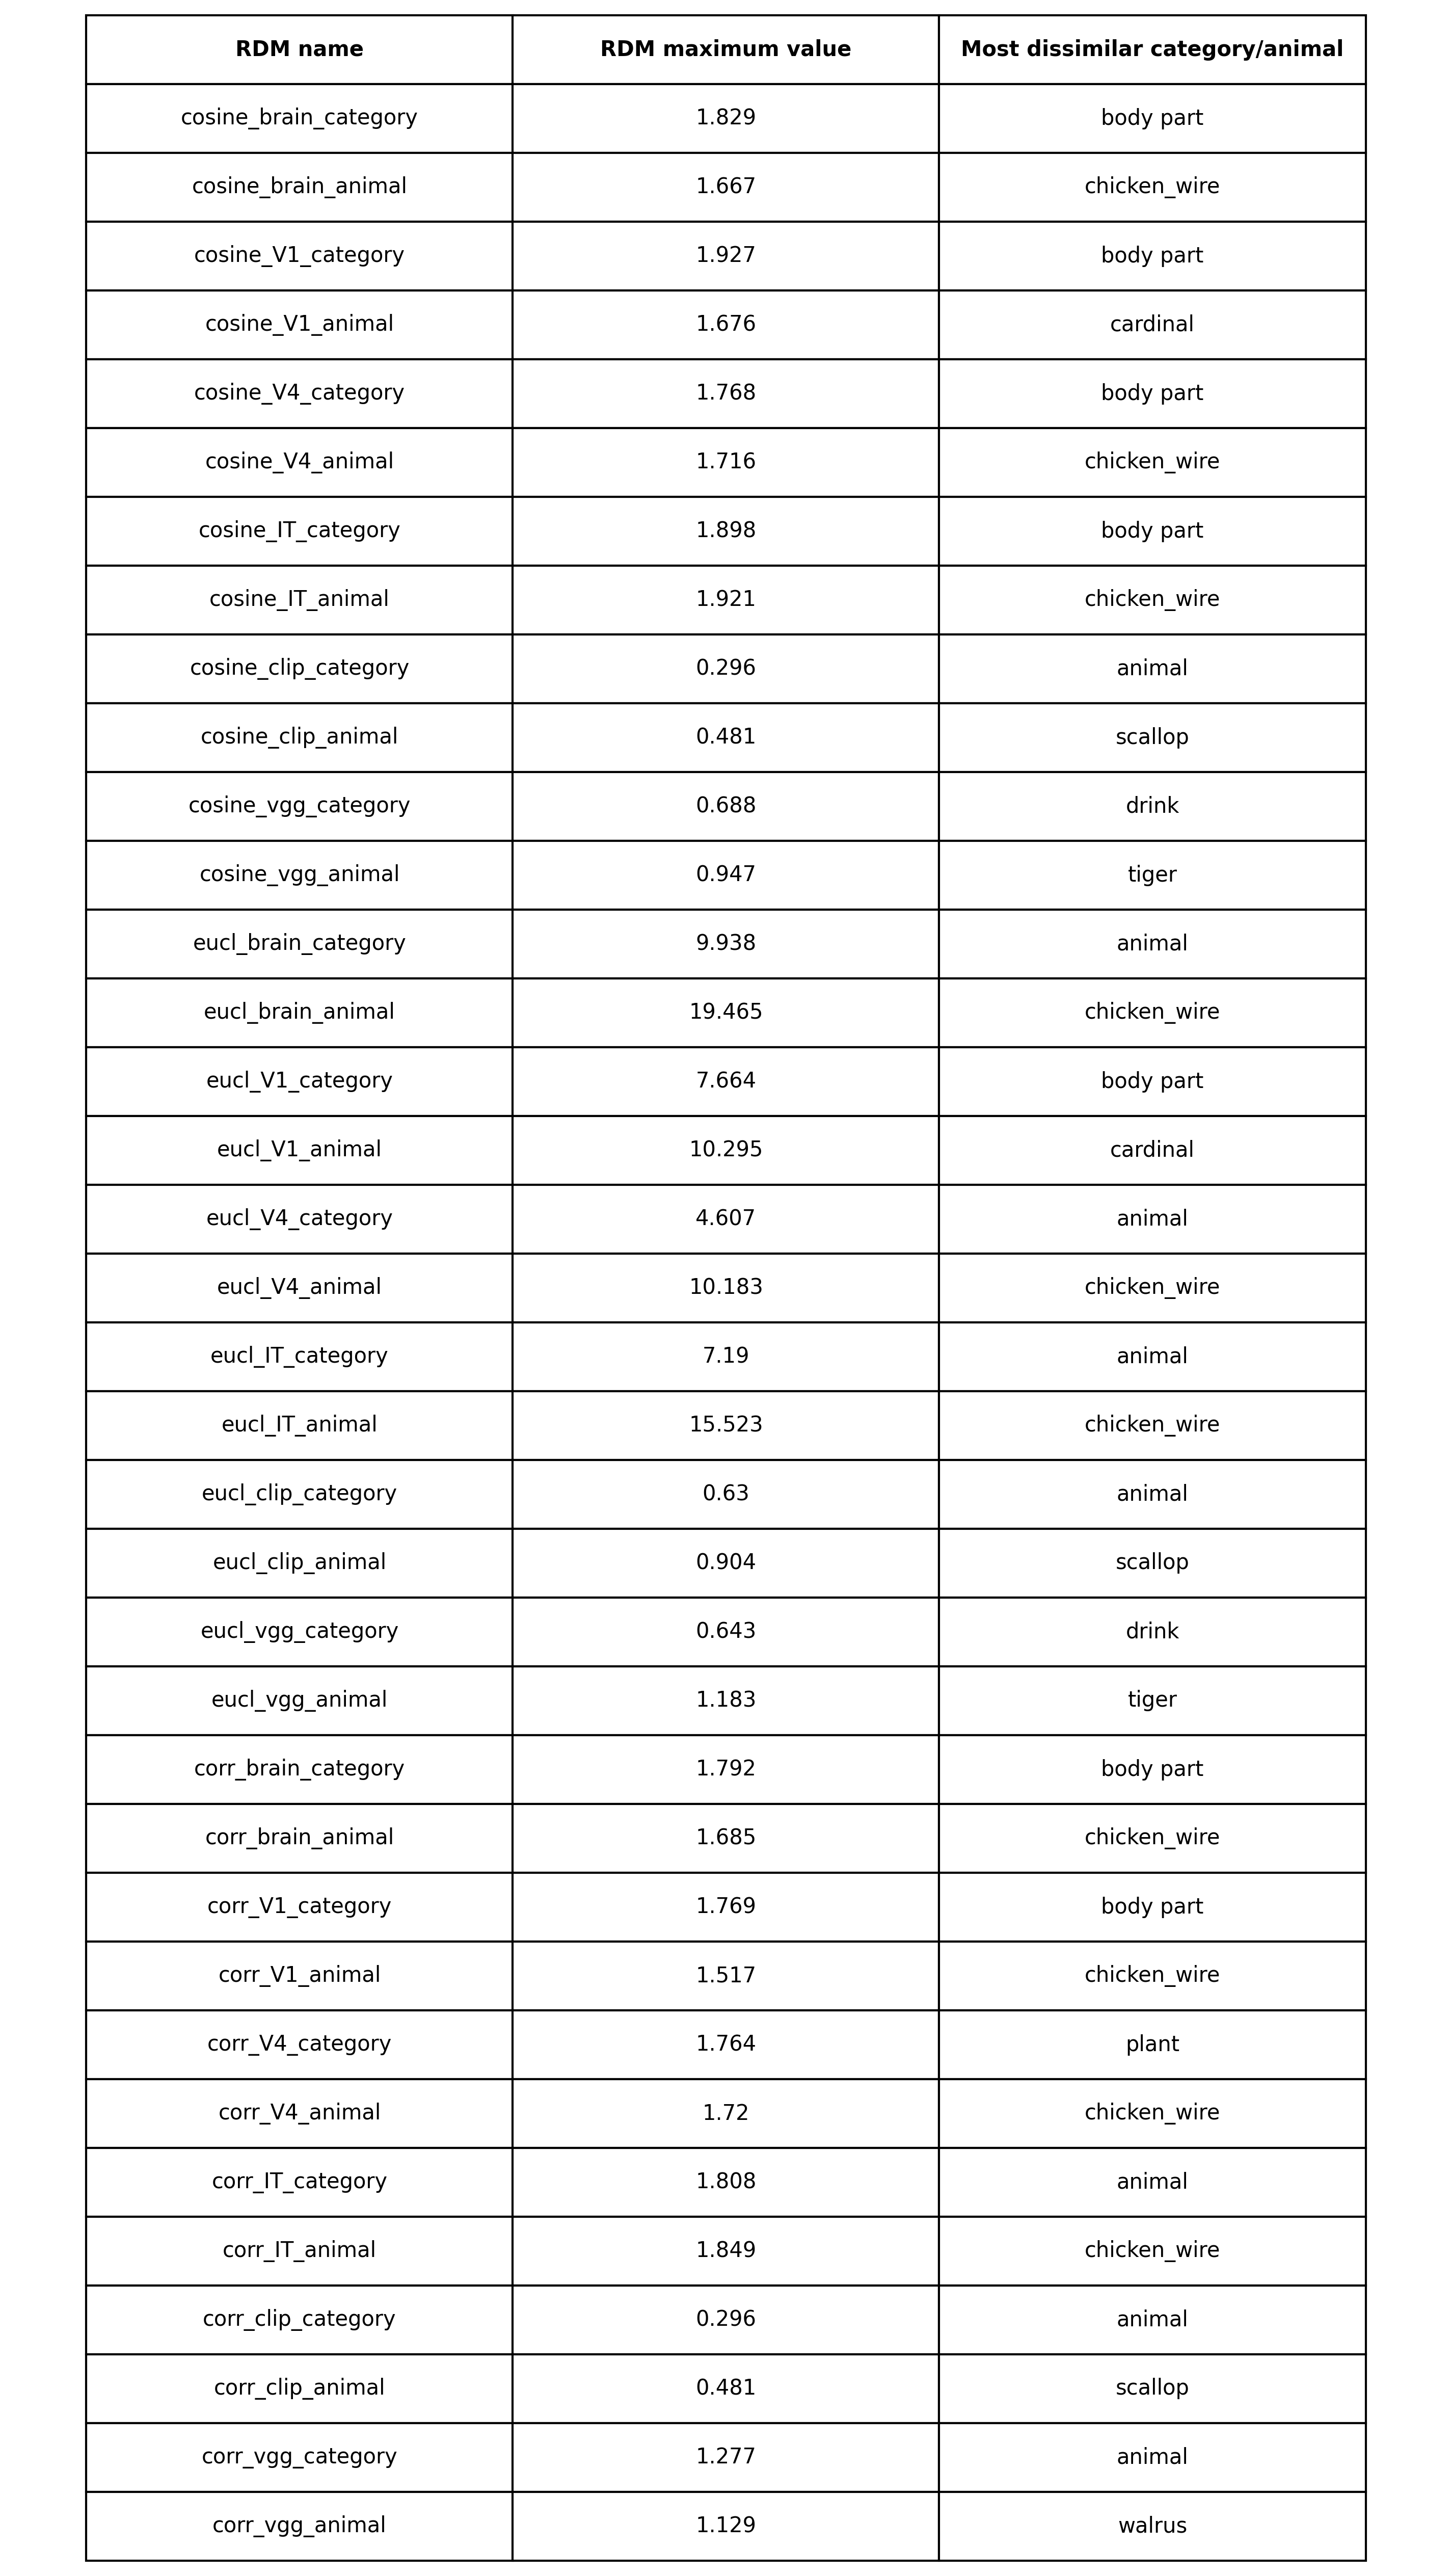 RDM name RDM maximum value Most dissimilar category/animal
cosine_brain_category 1.829 body part
cosine_brain_animal 1.667 chicken_wire
cosine_V1_category 1.927 body part
cosine_V1_animal 1.676 cardinal
cosine_V4_category 1.768 body part
cosine_V4_animal 1.716 chicken_wire
cosine_IT_category 1.898 body part
cosine_IT_animal 1.921 chicken_wire
cosine_clip_category 0.296 animal
cosine_clip_animal 0.481 scallop
cosine_vgg_category 0.688 drink
cosine_vgg_animal 0.947 tiger
eucl_brain_category 9.938 animal
eucl_brain_animal 19.465 chicken_wire
eucl_V1_category 7.664 body part
eucl_V1_animal 10.295 cardinal
eucl_V4_category 4.607 animal
eucl_V4_animal 10.183 chicken_wire
eucl_IT_category 7.19 animal
eucl_IT_animal 15.523 chicken_wire
eucl_clip_category 0.63 animal
eucl_clip_animal 0.904 scallop
eucl_vgg_category 0.643 drink
eucl_vgg_animal 1.183 tiger
corr_brain_category 1.792 body part
corr_brain_animal 1.685 chicken_wire
corr_V1_category 1.769 body part
corr_V1_animal 1.517 chicken_wire
corr_V4_category 1.764 plant
corr_V4_animal 1.72 chicken_wire
corr_IT_category 1.808 animal
corr_IT_animal 1.849 chicken_wire
corr_clip_category 0.296 animal
corr_clip_animal 0.481 scallop
corr_vgg_category 1.277 animal
corr_vgg_animal 1.129 walrus